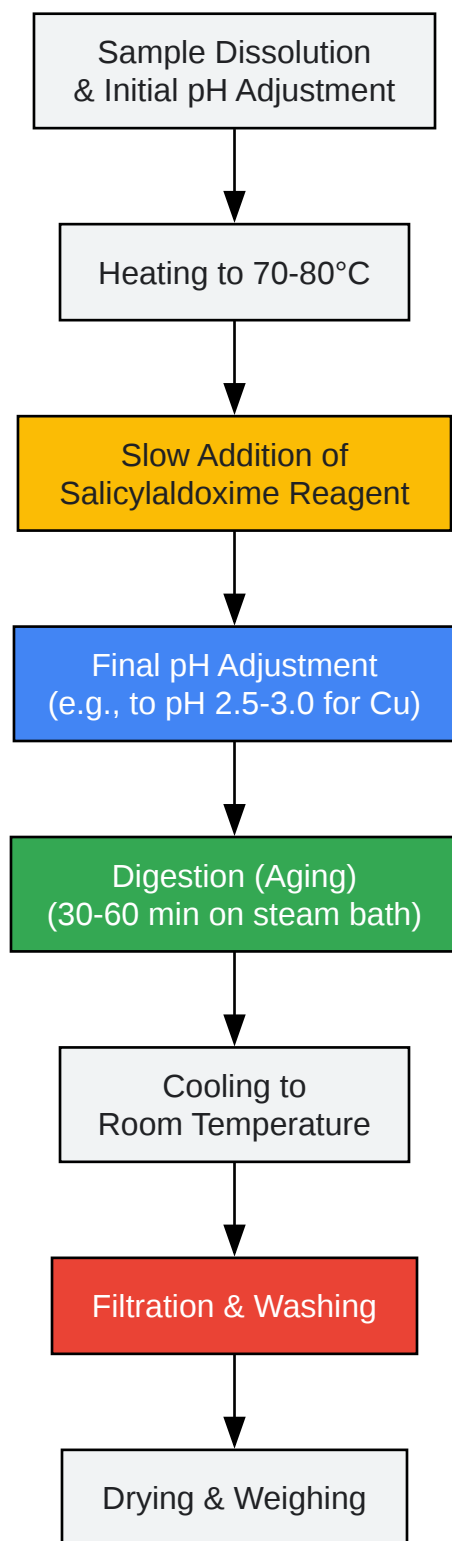 Sample Dissolution
& Initial pH Adjustment
Heating to 70-80°C
Slow Addition of
Salicylaldoxime Reagent
Final pH Adjustment
(e.g., to pH 2.5-3.0 for Cu)
Digestion (Aging)
(30-60 min on steam bath)
Cooling to
Room Temperature
Filtration & Washing
Drying & Weighing